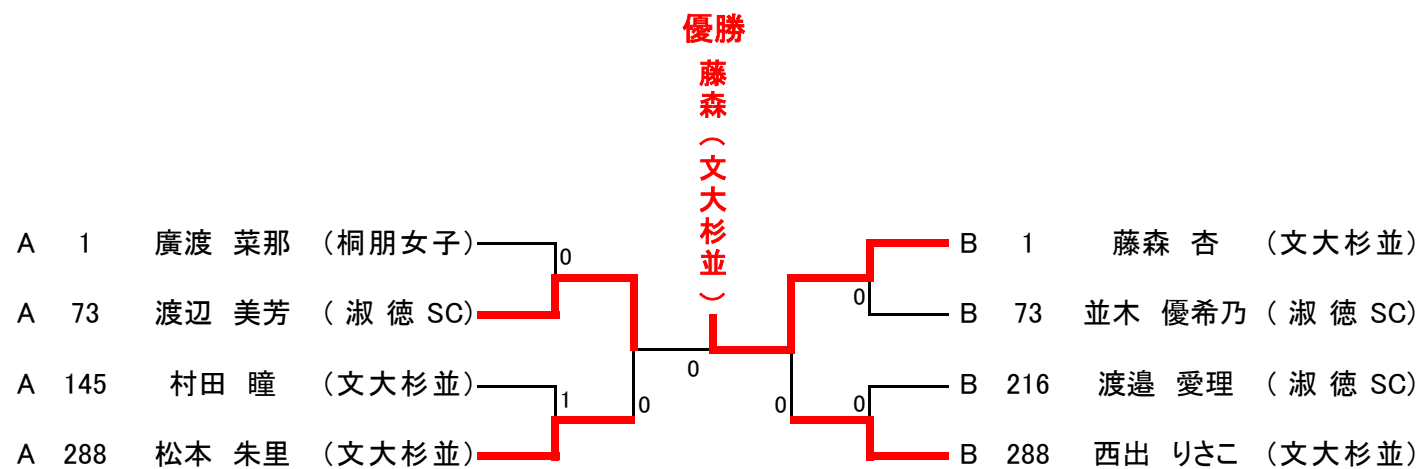 優勝
藤森（文大杉並）
A 1 廣渡 菜那 （桐朋女子）
0
A 73 渡辺 美芳 （ 淑 徳 SC）
A 145 村田 瞳 （文大杉並）
1
0
A 288 松本 朱里 （文大杉並）
0
B 1 藤森 杏 （文大杉並）
0
B 73 並木 優希乃 （ 淑 徳 SC）
B 216 渡邉 愛理 （ 淑 徳 SC）
0
0
B 288 西出 りさこ （文大杉並）